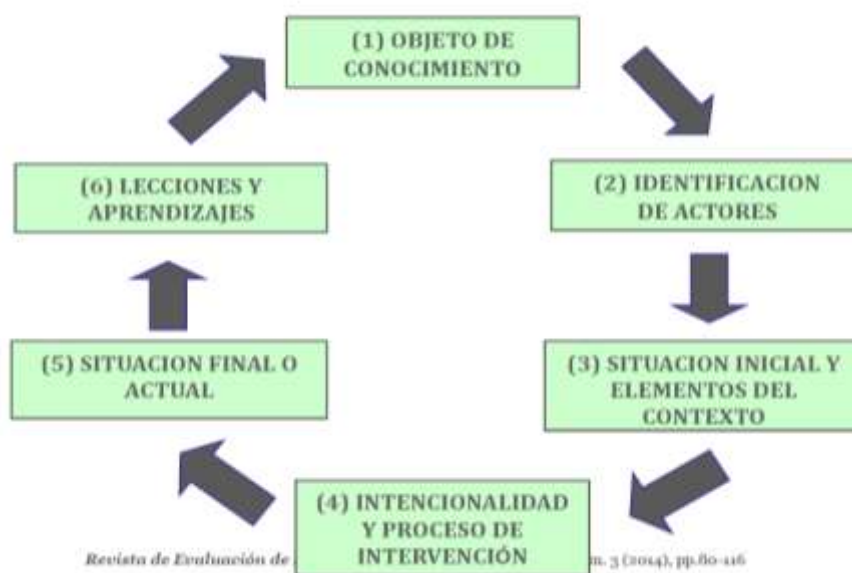 (1) OBJETO DE
CONOCIMIENTO
(2) IDENTIFICACION
DE ACTORES
(3) SITUACION INICIAL Y
ELEMENTOS DEL
CONTEXTO
(4) INTENCIONALIDAD
Y PROCESO DE
INTERVENCIÓN
(5) SITUACION FINAL O
ACTUAL
(6) LECCIONES Y
APRENDIZAJES
Revista de Evaluación de m. 3 (2014), pp.80-116